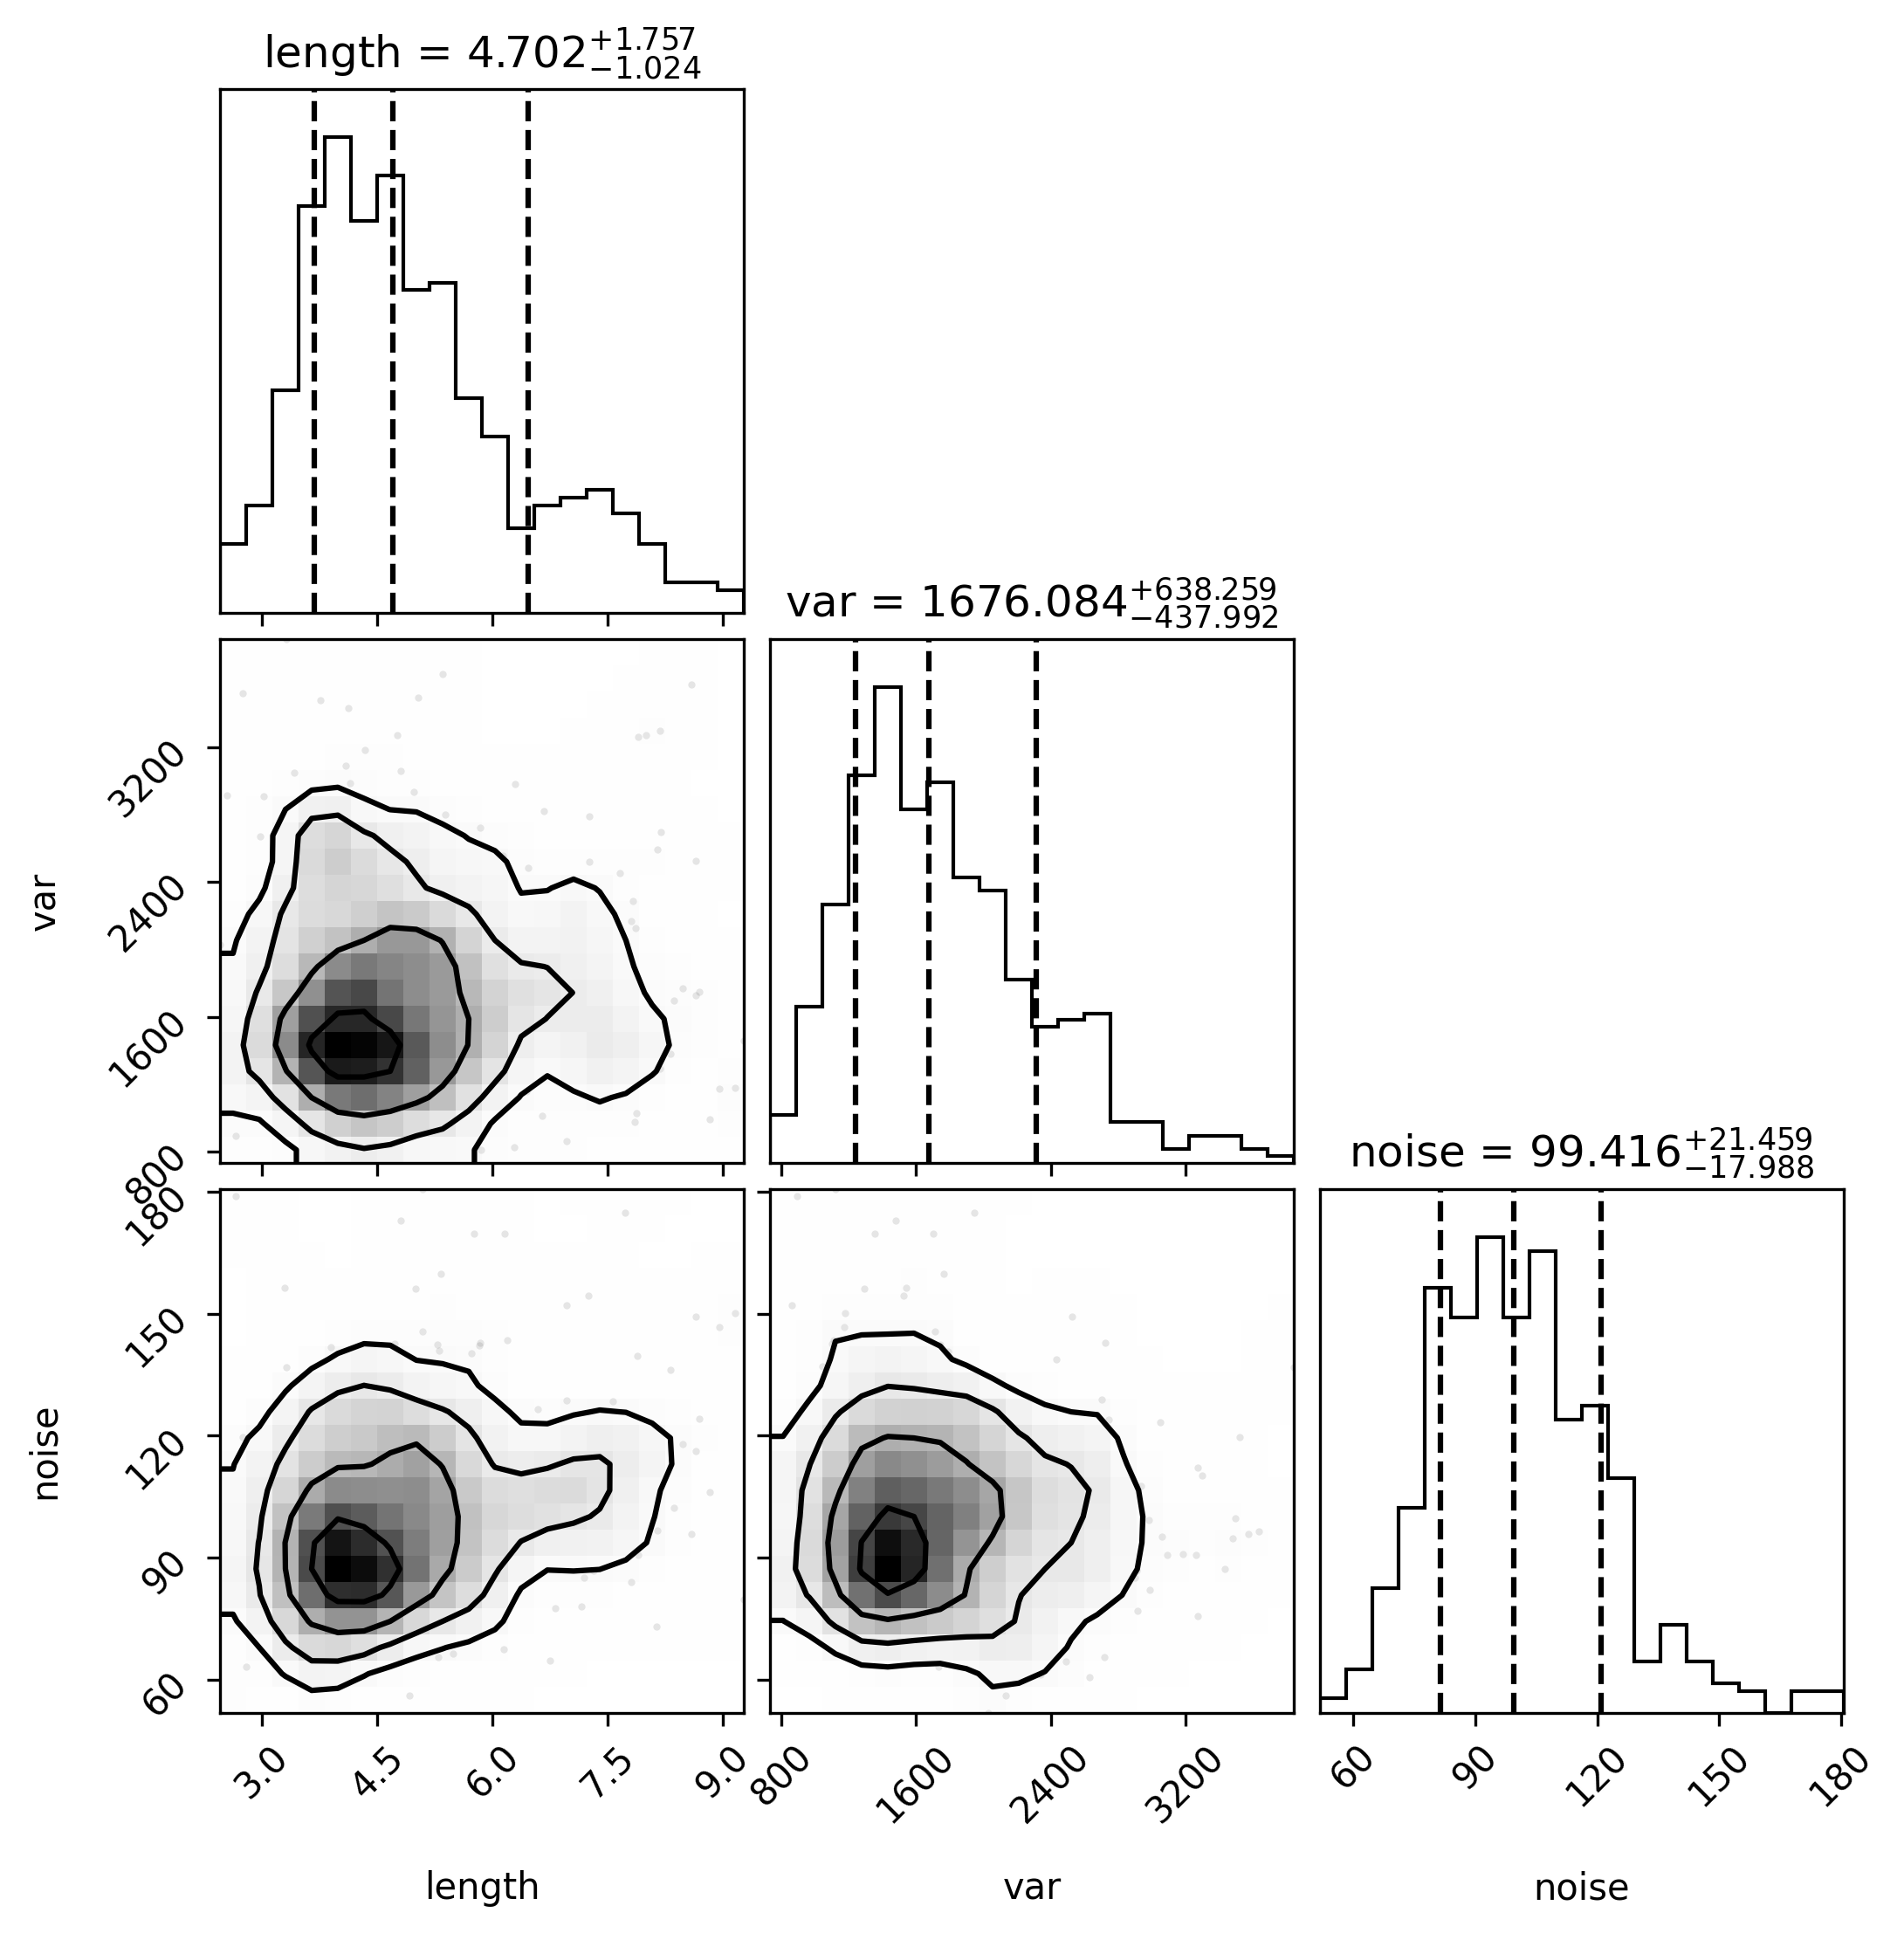 length = 4.702 +1.757 −1.024
var = 1676.084 +638.259 −437.992
3200
2400
1600
800
var
noise = 99.416 +21.459 −17.988
180
150
120
90
60
noise
3.0 4.5 6.0 7.5 9.0 800 1600 2400 3200 60 90 120 150 180
length var noise